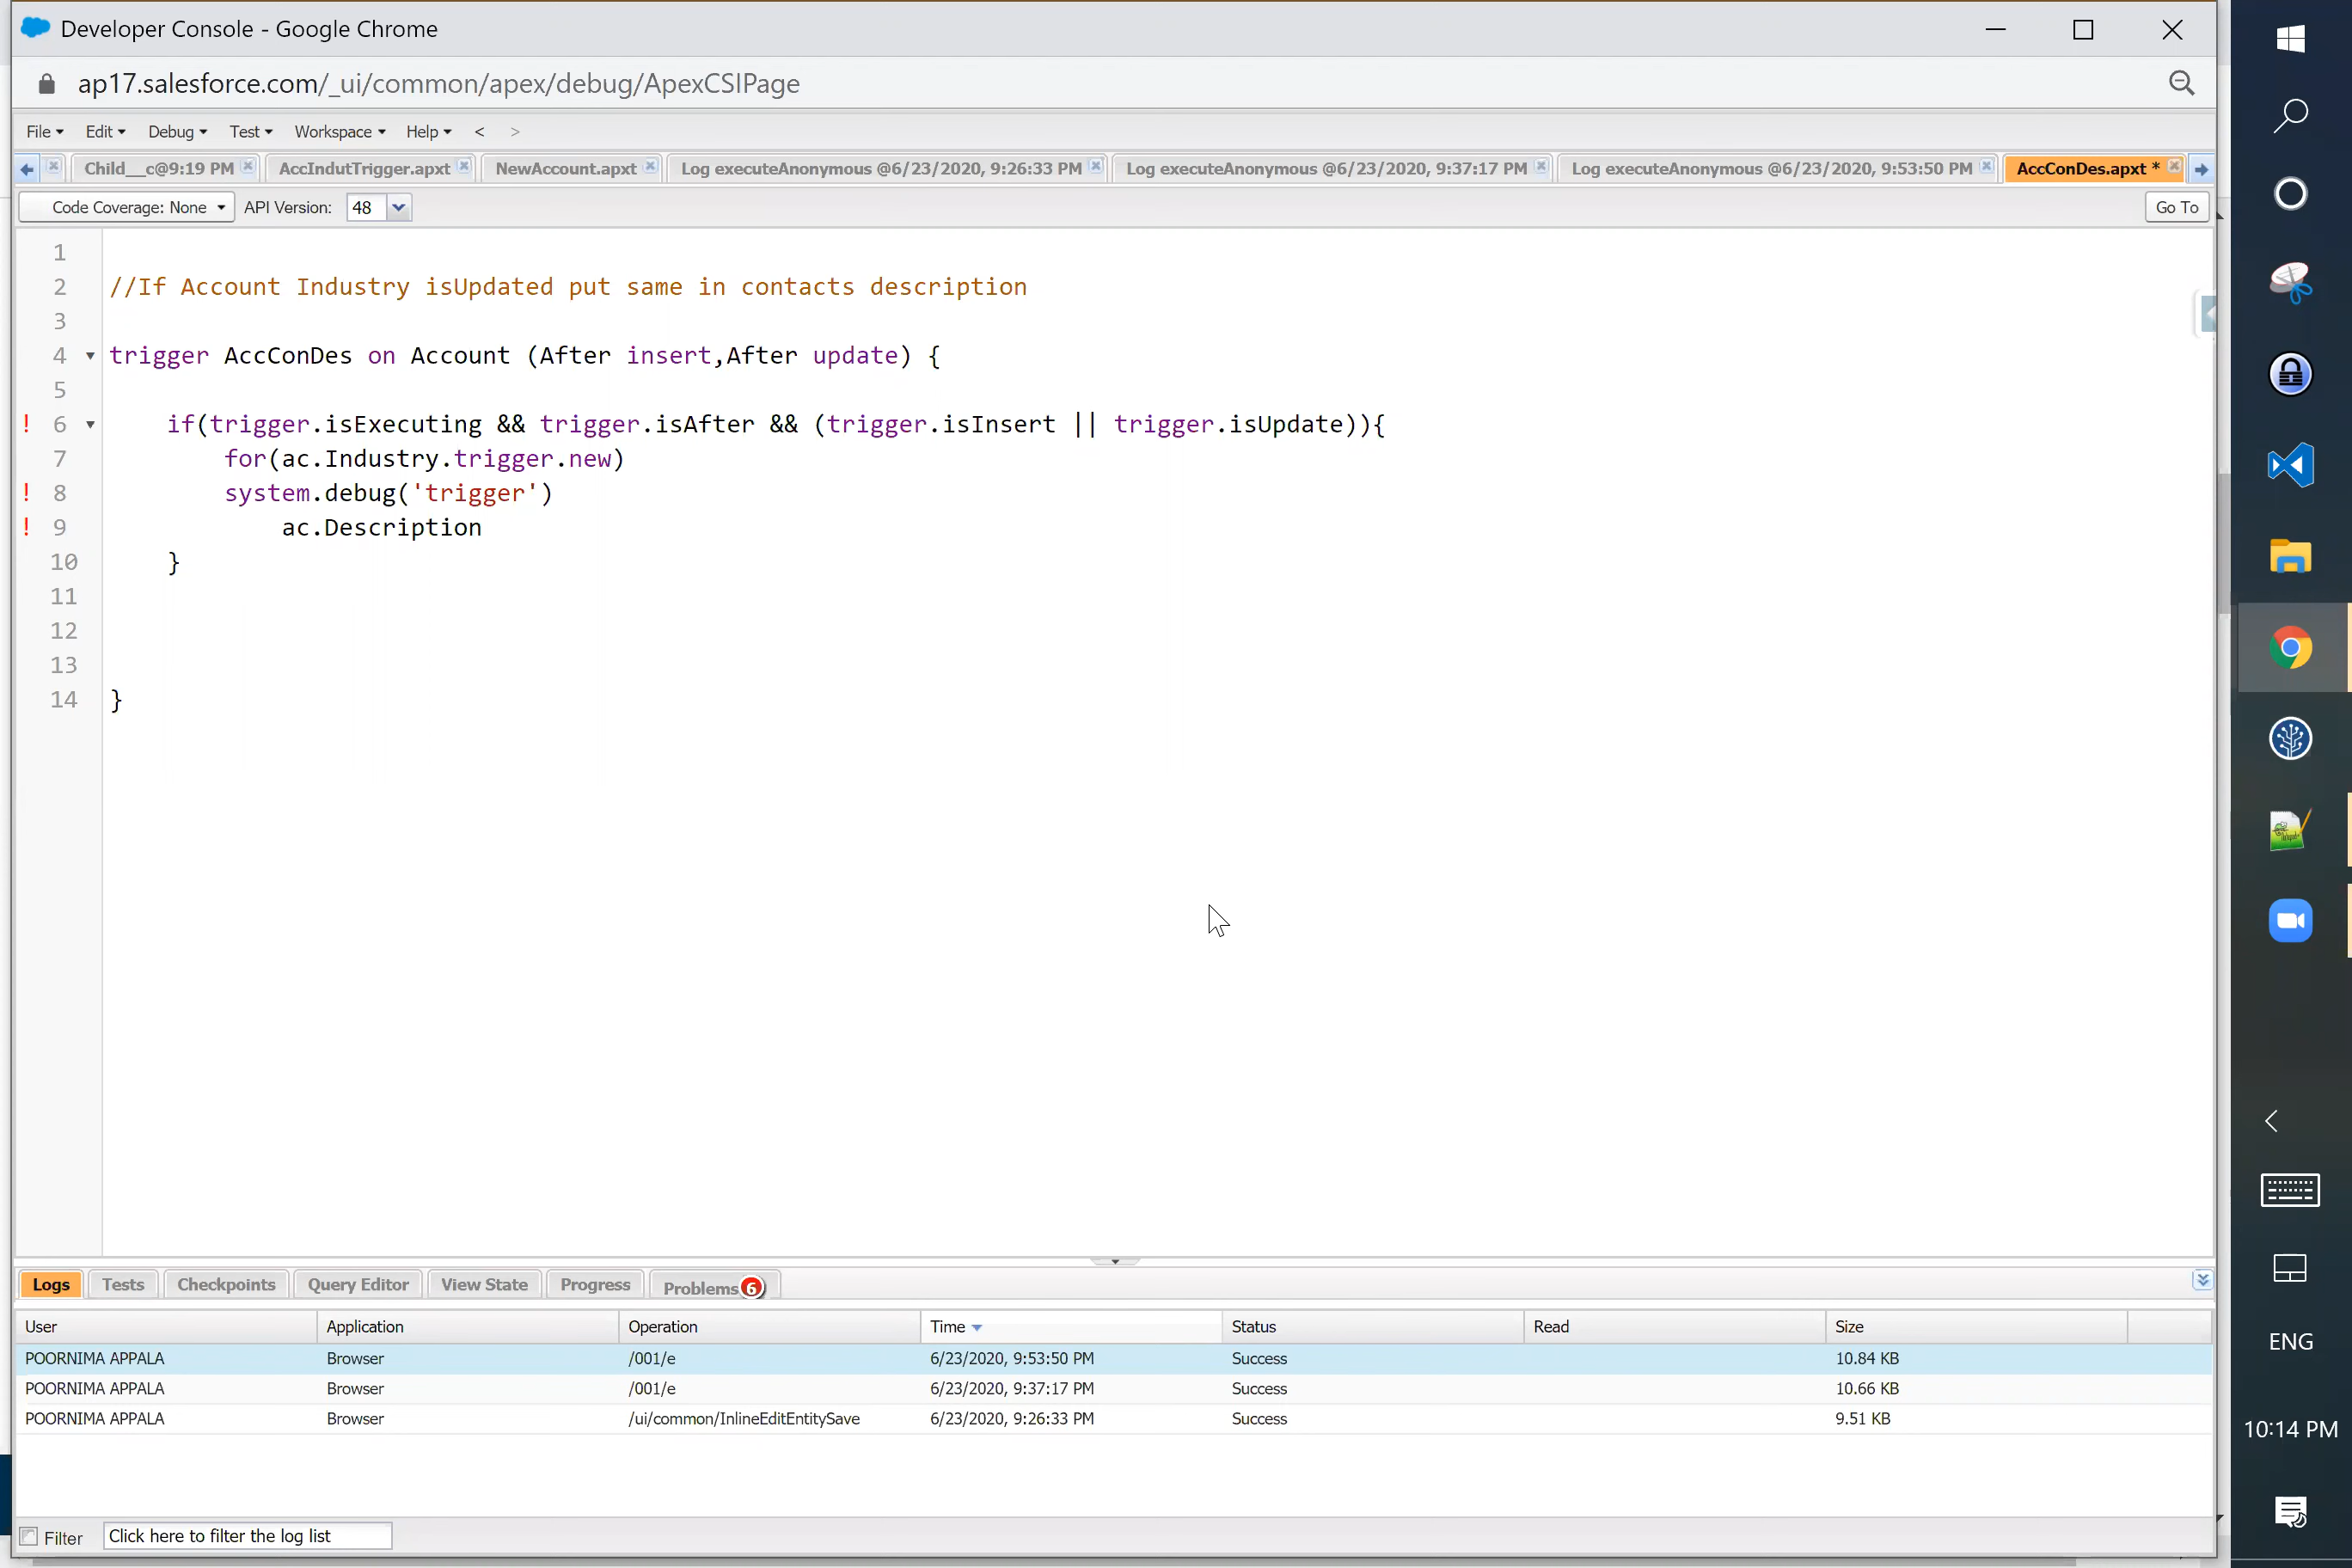 Developer Console - Google Chrome
ap17.salesforce.com/_ui/common/apex/debug/ApexCSIPage
File Edit Debug Test Workspace Help < >
Child__c@9:19 PM AccIndutTrigger.apxt NewAccount.apxt Log executeAnonymous @6/23/2020, 9:26:33 PM Log executeAnonymous @6/23/2020, 9:37:17 PM Log executeAnonymous @6/23/2020, 9:53:50 PM AccConDes.apxt *
Code Coverage: None API Version: 48 Go To
1
2 //If Account Industry isUpdated put same in contacts description
3
4 trigger AccConDes on Account (After insert,After update) {
5
! 6 if(trigger.isExecuting && trigger.isAfter && (trigger.isInsert || trigger.isUpdate)){
7 for(ac.Industry.trigger.new)
! 8 system.debug('trigger')
! 9 ac.Description
10 }
11
12
13
14 }
Logs Tests Checkpoints Query Editor View State Progress Problems 6
User Application Operation Time Status Read Size
POORNIMA APPALA Browser /001/e 6/23/2020, 9:53:50 PM Success 10.84 KB
POORNIMA APPALA Browser /001/e 6/23/2020, 9:37:17 PM Success 10.66 KB
POORNIMA APPALA Browser /ui/common/InlineEditEntitySave 6/23/2020, 9:26:33 PM Success 9.51 KB
Filter Click here to filter the log list
ENG
10:14 PM